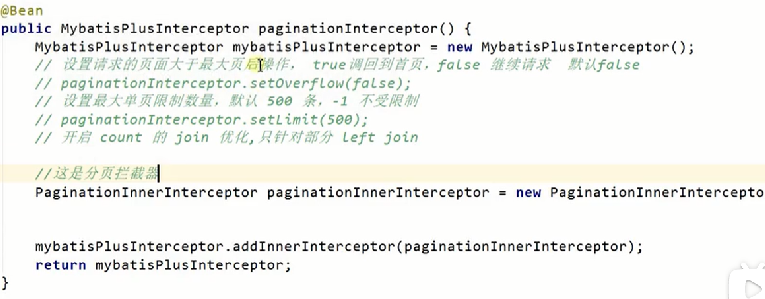 @Bean
public MybatisPlusInterceptor paginationInterceptor() {
MybatisPlusInterceptor mybatisPlusInterceptor = new MybatisPlusInterceptor();
// 设置请求的页面大于最大页后操作， true调回到首页，false 继续请求  默认false
// paginationInterceptor.setOverflow(false);
// 设置最大单页限制数量，默认 500 条，-1 不受限制
// paginationInterceptor.setLimit(500);
// 开启 count 的 join 优化,只针对部分 left join
//这是分页拦截器
PaginationInnerInterceptor paginationInnerInterceptor = new PaginationInnerIntercepto
mybatisPlusInterceptor.addInnerInterceptor(paginationInnerInterceptor);
return mybatisPlusInterceptor;
}